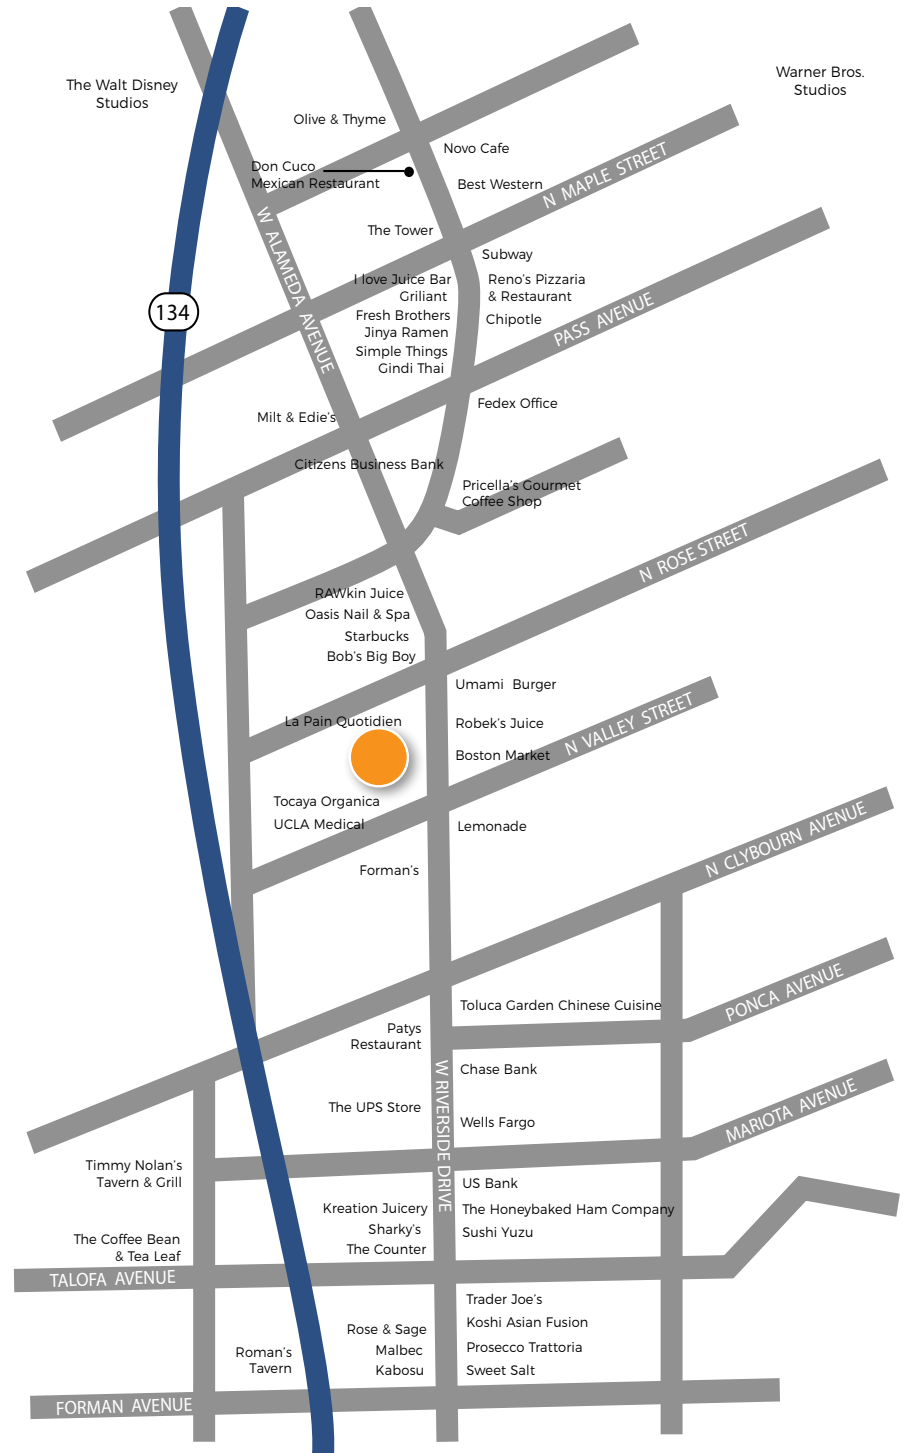 The Walt Disney
Studios
Warner Bros.
Studios
Olive & Thyme
Novo Cafe
Don Cuco
Mexican Restaurant
Best Western
N MAPLE STREET
W ALAMEDA AVENUE
The Tower
Subway
I love Juice Bar
Griliant
Reno's Pizzaria
& Restaurant
134
Fresh Brothers
Jinya Ramen
Chipotle
PASS AVENUE
Simple Things
Gindi Thai
Fedex Office
Milt & Edie's
Citizens Business Bank
Pricella's Gourmet
Coffee Shop
N ROSE STREET
RAWkin Juice
Oasis Nail & Spa
Starbucks
Bob's Big Boy
Umami Burger
La Pain Quotidien
Robek's Juice
N VALLEY STREET
Boston Market
Tocaya Organica
UCLA Medical
Lemonade
N CLYBOURN AVENUE
Forman's
Toluca Garden Chinese Cuisine
PONCA AVENUE
Patys
Restaurant
Chase Bank
W RIVERSIDE DRIVE
The UPS Store
Wells Fargo
MARIOTA AVENUE
Timmy Nolan's
Tavern & Grill
US Bank
Kreation Juicery
The Honeybaked Ham Company
Sharky's
Sushi Yuzu
The Counter
The Coffee Bean
& Tea Leaf
TALOFA AVENUE
Trader Joe's
Koshi Asian Fusion
Rose & Sage
Malbec
Kabosu
Prosecco Trattoria
Sweet Salt
Roman's
Tavern
FORMAN AVENUE